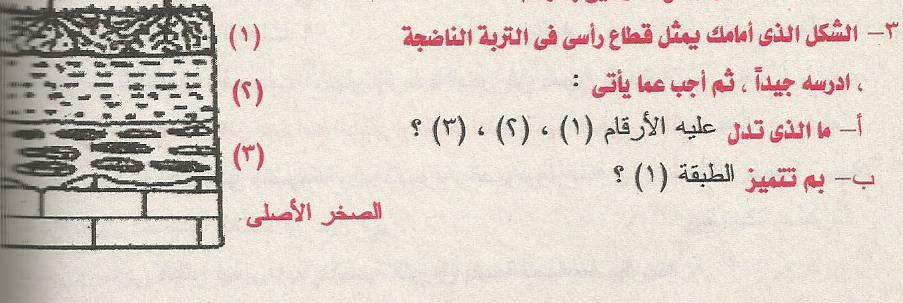 ٣– الشكل الذى أمامك يمثل قطاع رأسى فى التربة الناضجة
، ادرسه جيداً ، ثم أجب عما يأتى :
أ– ما الذى تدل عليه الأرقام (١) ، (٢) ، (٣) ؟
ب– بم تتميز الطبقة (١) ؟
(١)
(٢)
(٣)
الصخر الأصلى